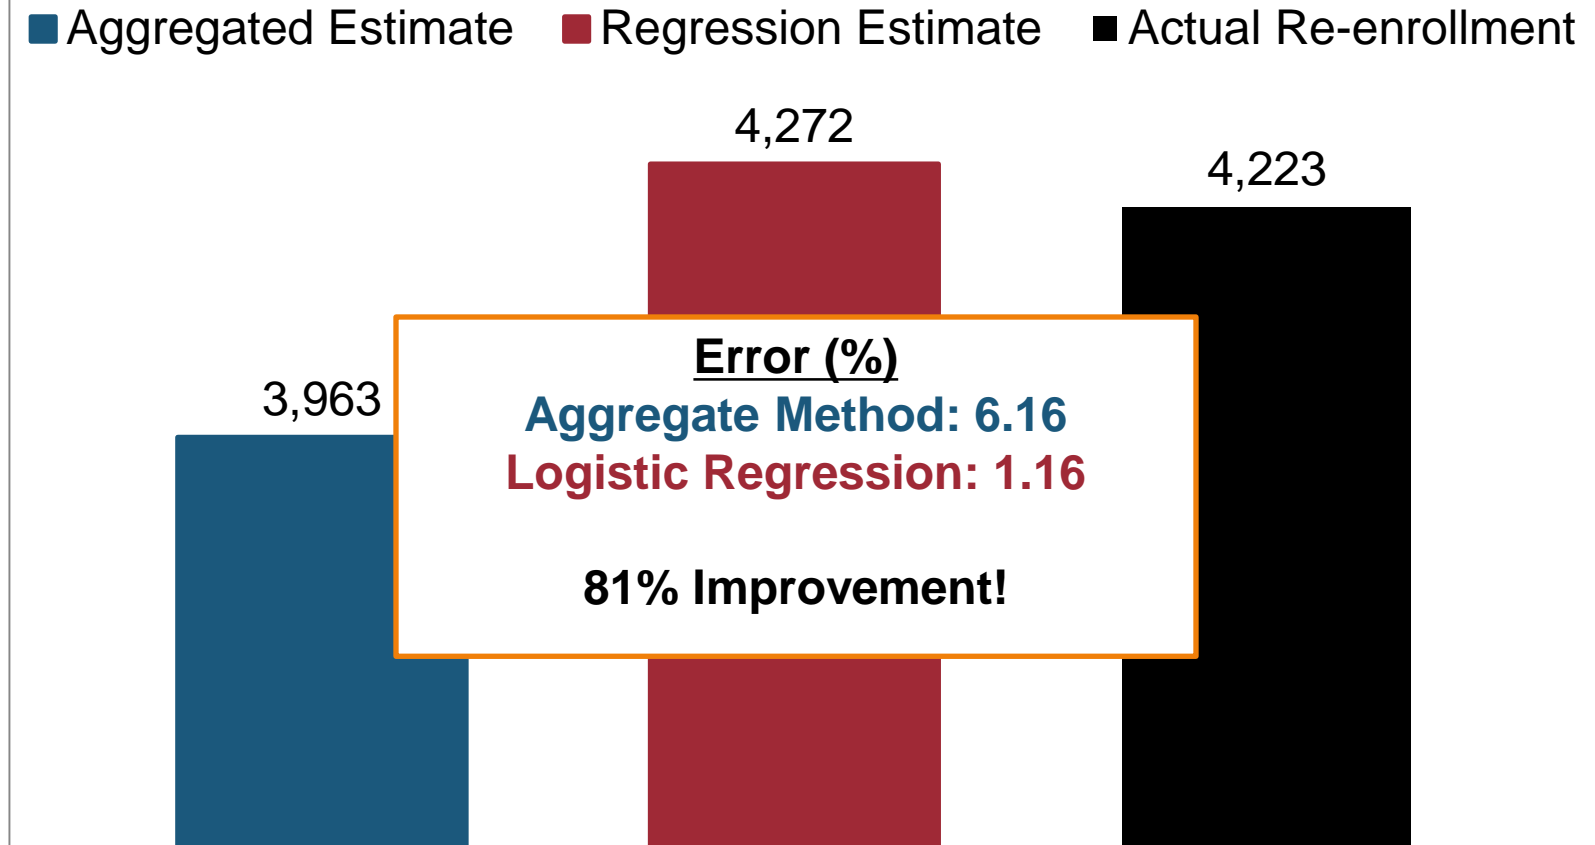 Aggregated Estimate Regression Estimate Actual Re-enrollment
4,272
4,223
3,963
Error (%)
Aggregate Method: 6.16
Logistic Regression: 1.16
81% Improvement!